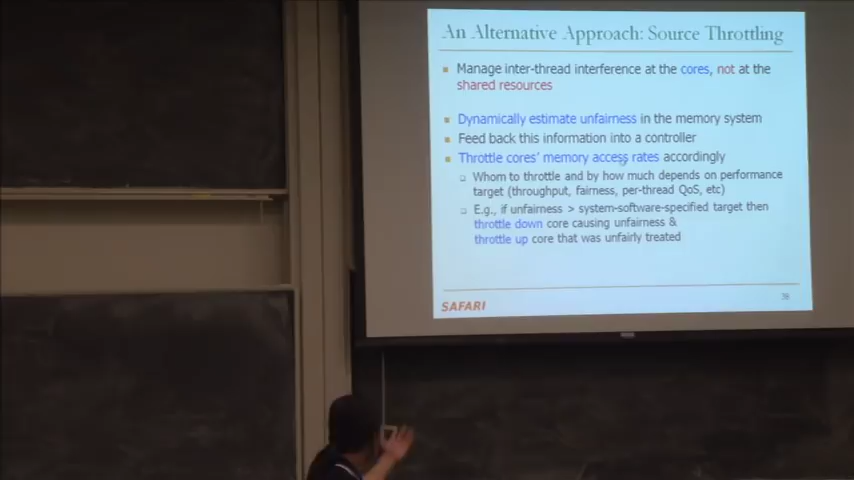 An Alternative Approach: Source Throttling
Manage inter-thread interference at the cores, not at the
shared resources
Dynamically estimate unfairness in the memory system
Feed back this information into a controller
Throttle cores' memory access rates accordingly
Whom to throttle and by how much depends on performance
target (throughput, fairness, per-thread QoS, etc)
E.g., if unfairness > system-software-specified target then
throttle down core causing unfairness &
throttle up core that was unfairly treated
SAFARI